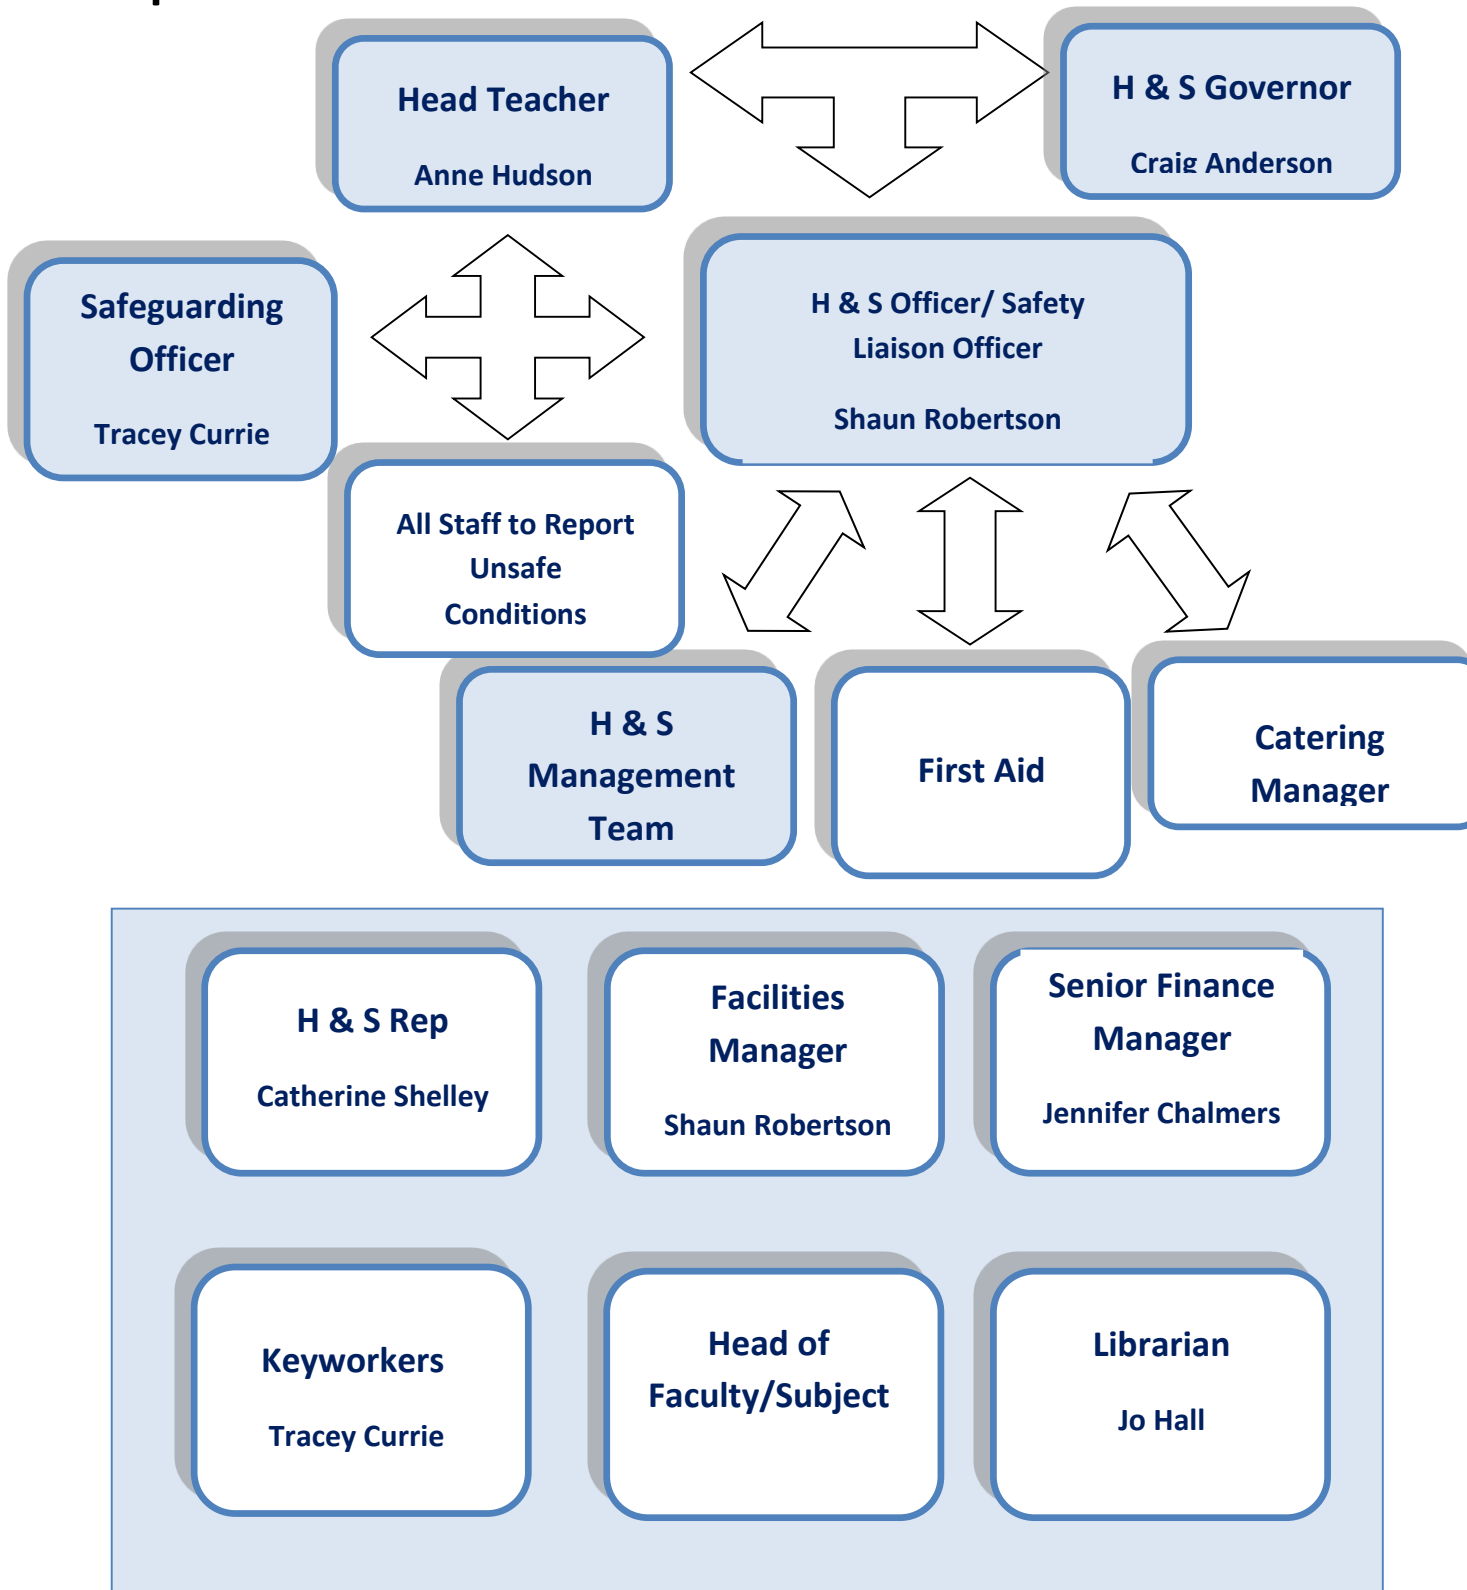 Head Teacher
Anne Hudson
H & S Governor
Craig Anderson
Safeguarding
Officer
Tracey Currie
H & S Officer/ Safety
Liaison Officer
Shaun Robertson
All Staff to Report
Unsafe
Conditions
H & S
Management
Team
First Aid
Catering
Manager
H & S Rep
Catherine Shelley
Facilities
Manager
Shaun Robertson
Senior Finance
Manager
Jennifer Chalmers
Keyworkers
Tracey Currie
Head of
Faculty/Subject
Librarian
Jo Hall